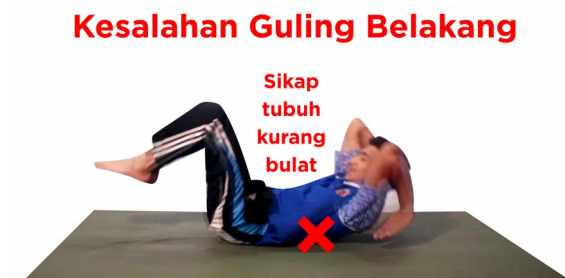 Kesalahan Guling Belakang
Sikap
tubuh
kurang
bulat